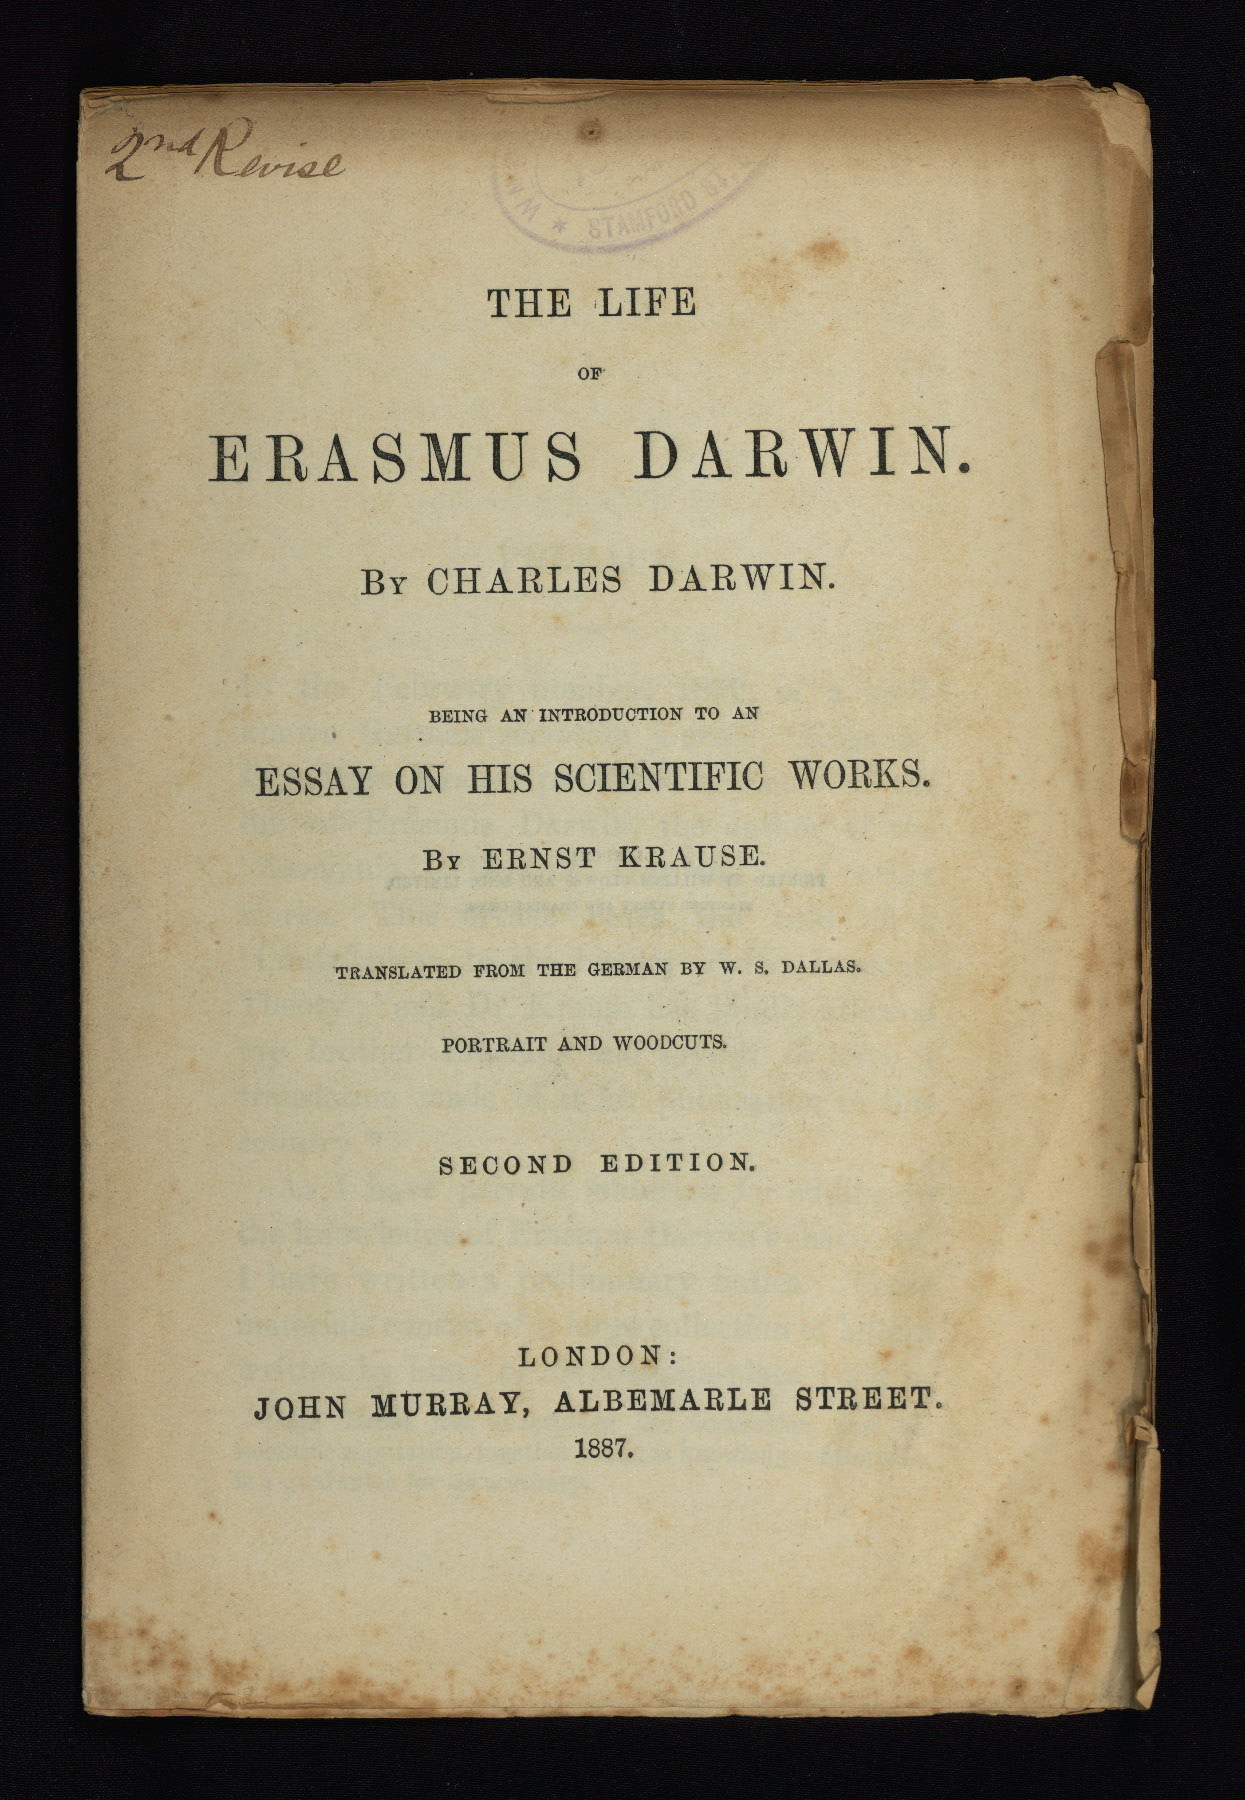 2nd Revise
STAMFORD ST.
THE LIFE
OF
ERASMUS DARWIN.
BY CHARLES DARWIN.
BEING AN INTRODUCTION TO AN
ESSAY ON HIS SCIENTIFIC WORKS.
BY ERNST KRAUSE.
TRANSLATED FROM THE GERMAN BY W. S. DALLAS.
PORTRAIT AND WOODCUTS.
SECOND EDITION.
LONDON:
JOHN MURRAY, ALBEMARLE STREET.
1887.